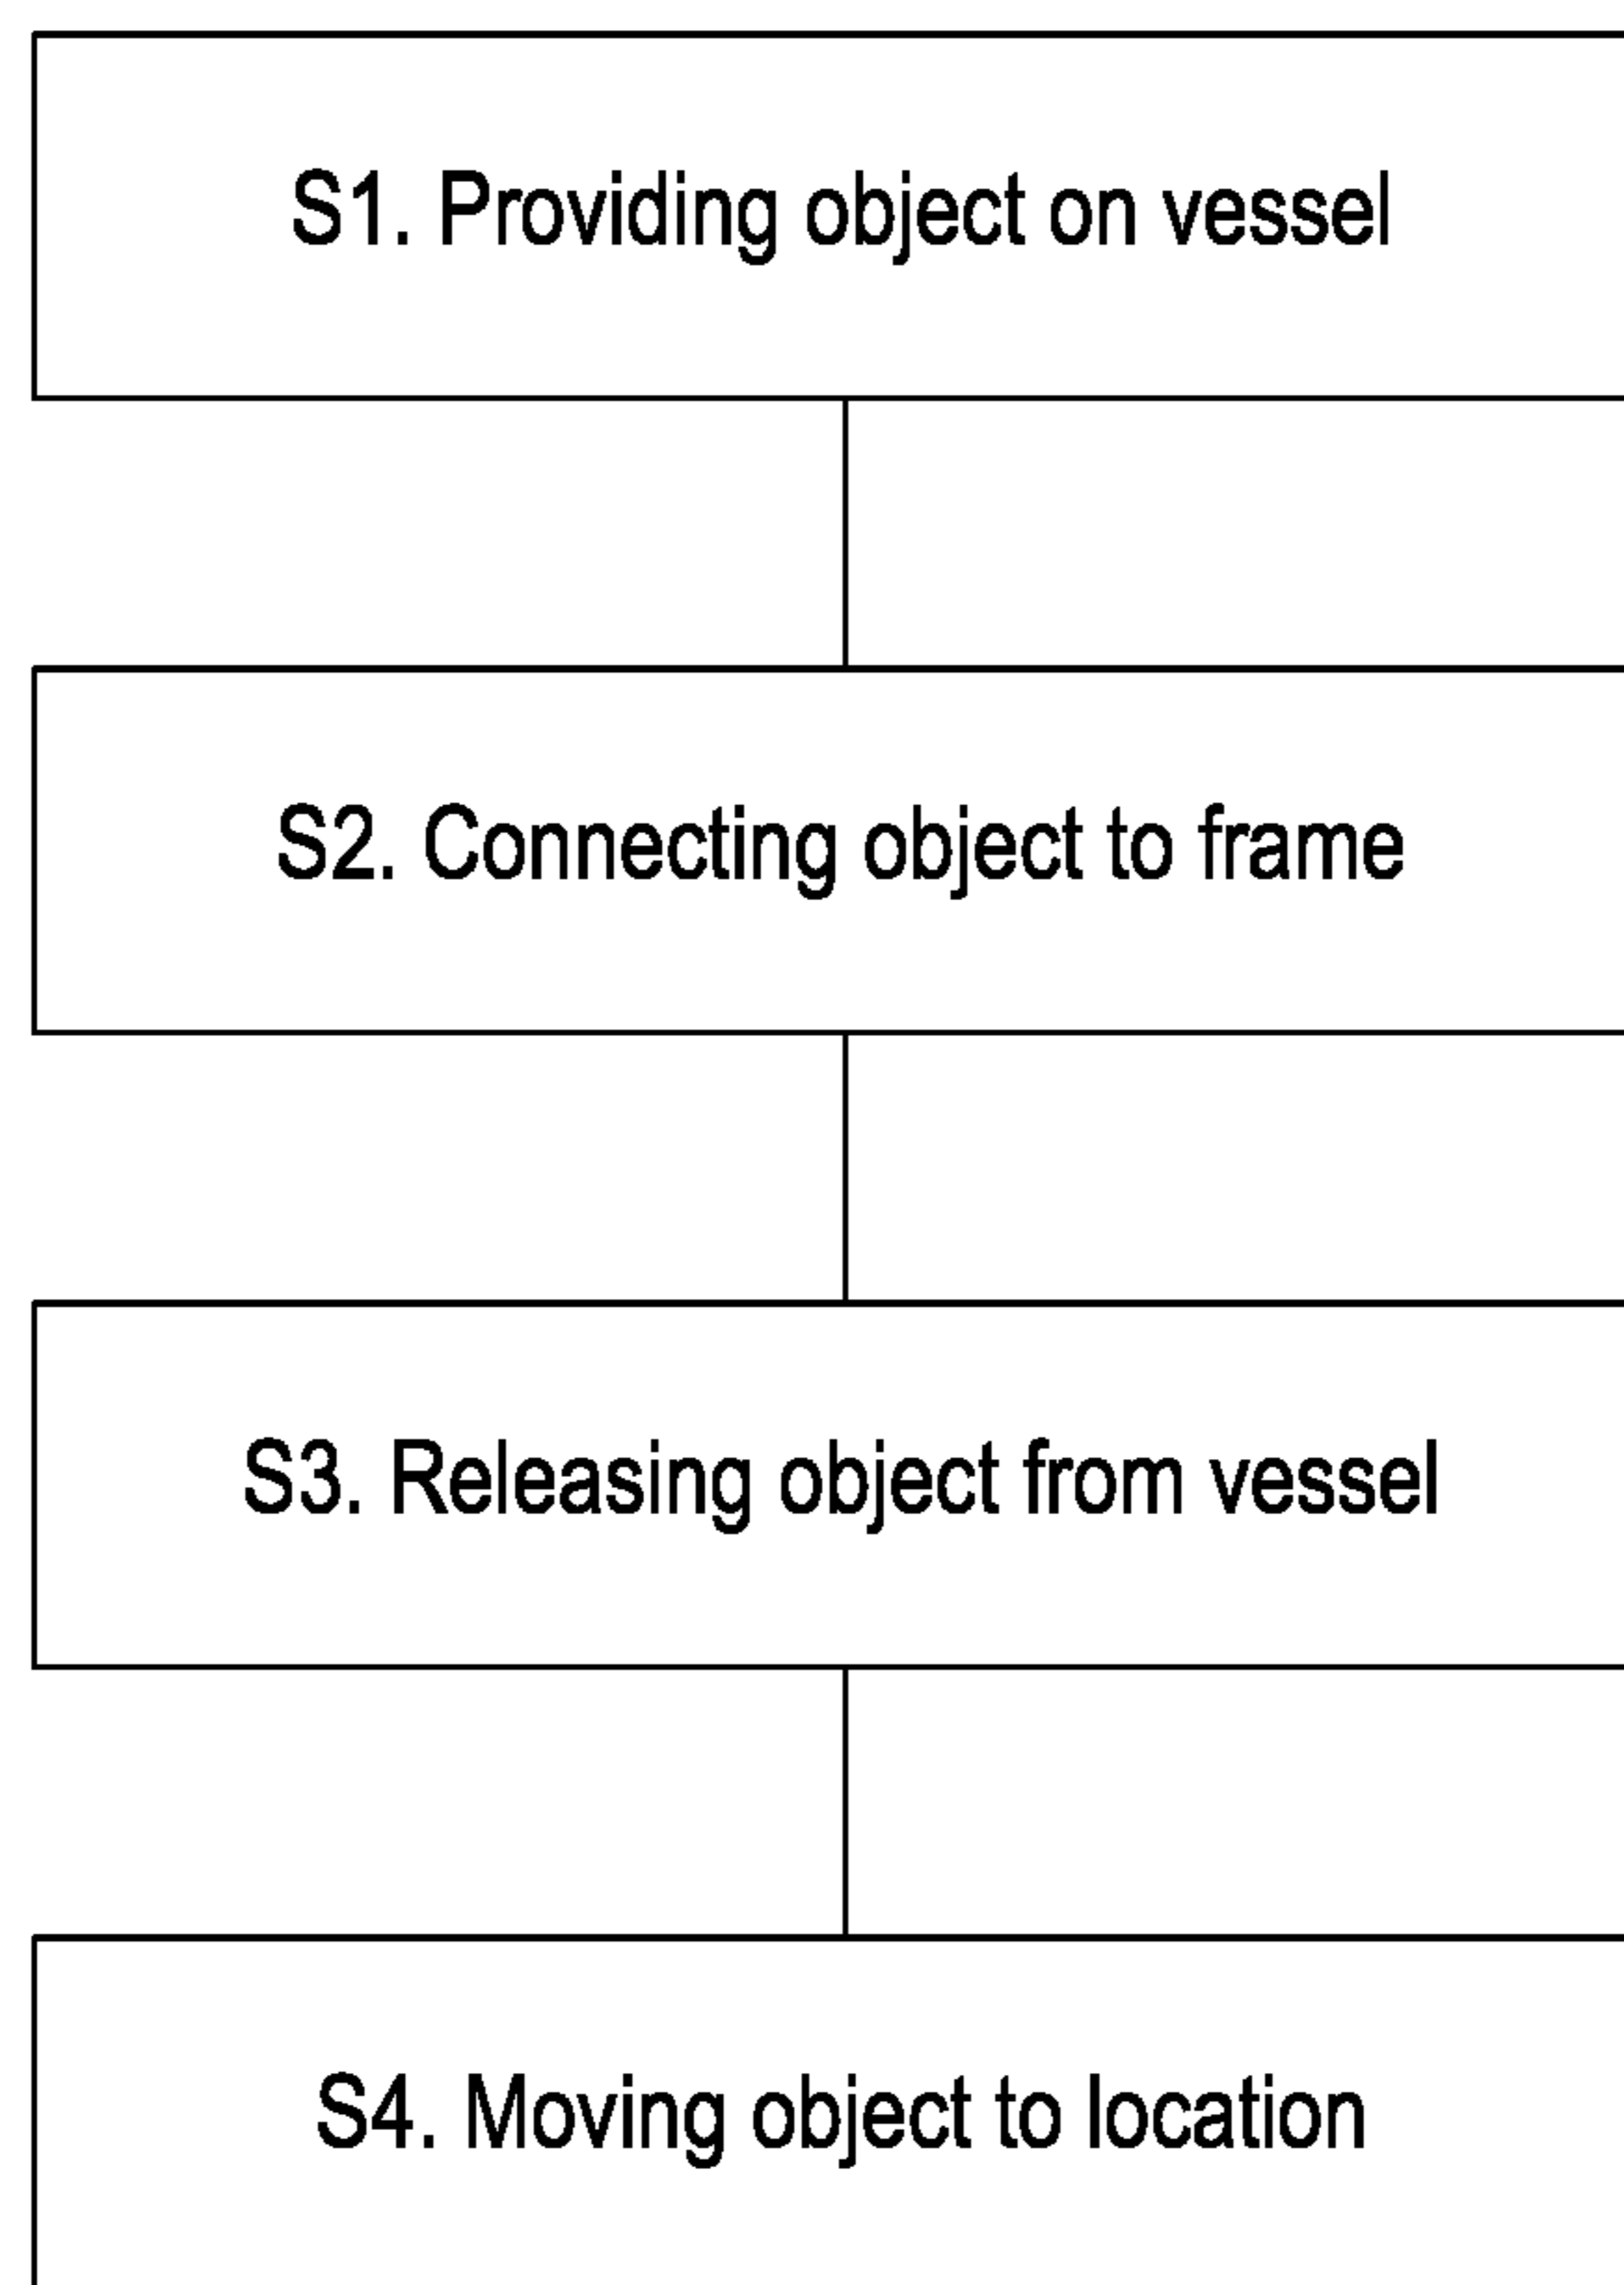 S1. Providing object on vessel
S2. Connecting object to frame
S3. Releasing object from vessel
S4. Moving object to location